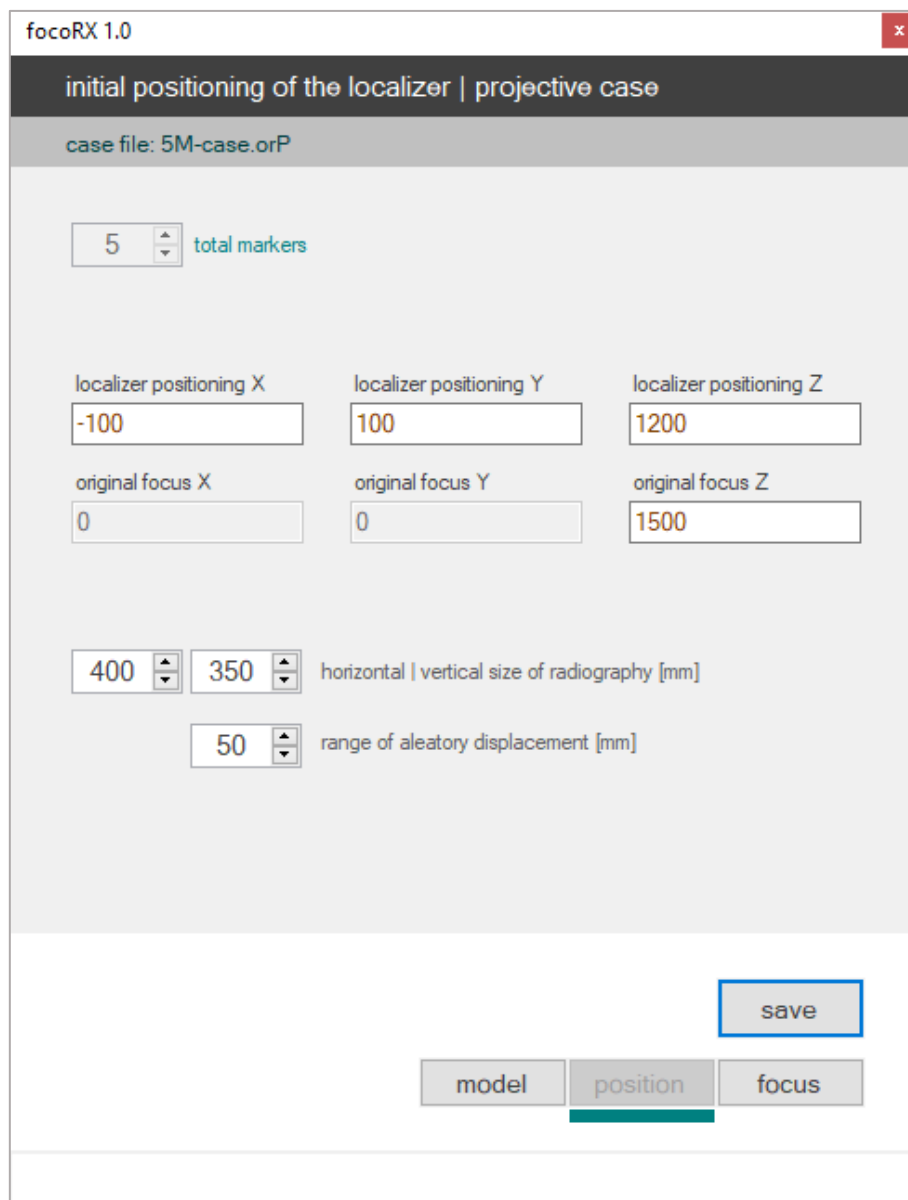 focoRX 1.0
x
initial positioning of the localizer | projective case
case file: 5M-case.orP
5 total markers
localizer positioning X localizer positioning Y localizer positioning Z
-100 100 1200
original focus X original focus Y original focus Z
0 0 1500
400 350 horizontal | vertical size of radiography [mm]
50 range of aleatory displacement [mm]
save
model position focus